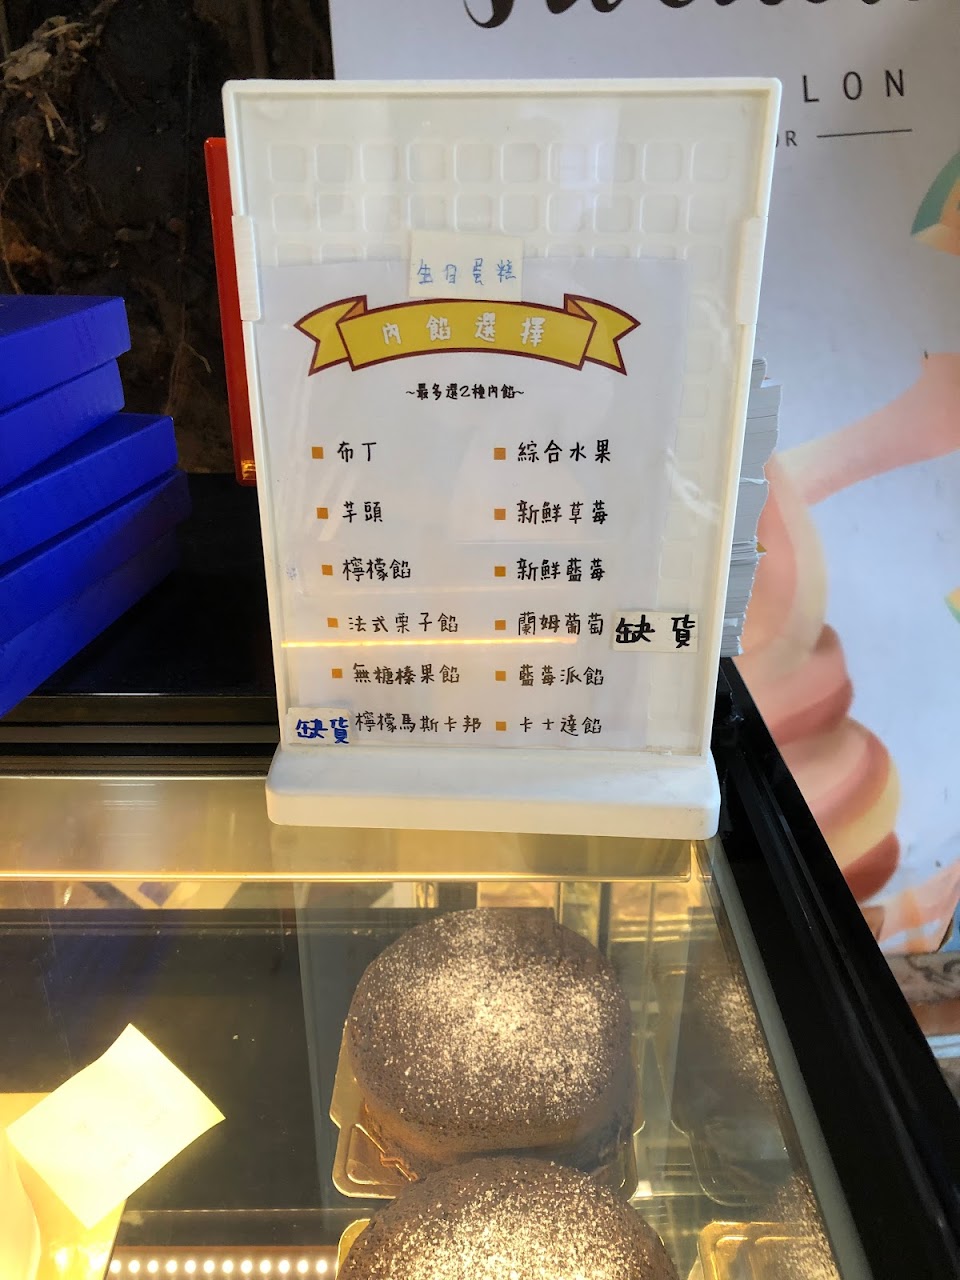 LON
OR
生日蛋糕
內餡選擇
~最多選2種內餡~
布丁
綜合水果
芋頭
新鮮草莓
檸檬餡
新鮮藍莓
法式栗子餡
蘭姆葡萄 缺貨
無糖榛果餡
藍莓派餡
缺貨 檸檬馬斯卡邦
卡士達餡